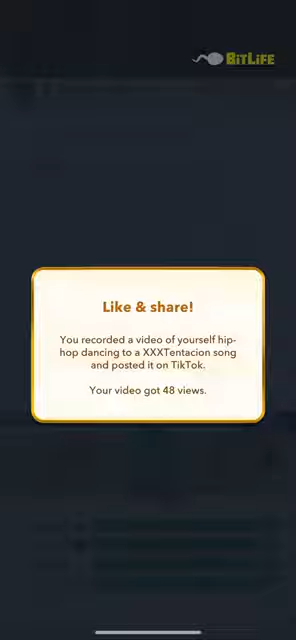 BitLife
Like & share!
You recorded a video of yourself hip-
hop dancing to a XXXTentacion song
and posted it on TikTok.
Your video got 48 views.